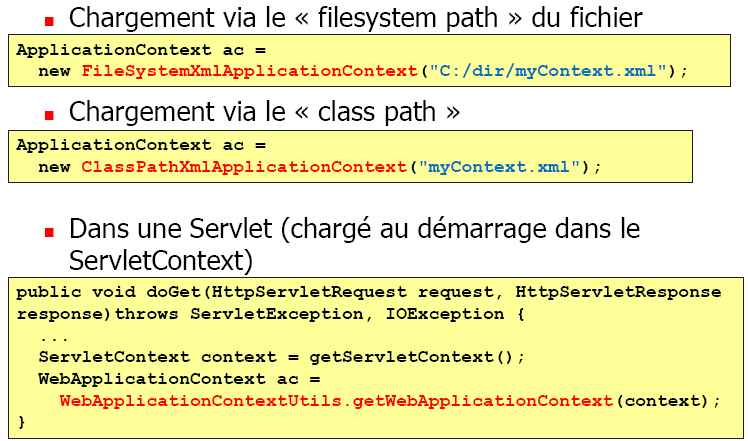 Chargement via le « filesystem path » du fichier
ApplicationContext ac =
new FileSystemXmlApplicationContext("C:/dir/myContext.xml");
Chargement via le « class path »
ApplicationContext ac =
new ClassPathXmlApplicationContext("myContext.xml");
Dans une Servlet (chargé au démarrage dans le
ServletContext)
public void doGet(HttpServletRequest request, HttpServletResponse
response)throws ServletException, IOException {
...
ServletContext context = getServletContext();
WebApplicationContext ac =
WebApplicationContextUtils.getWebApplicationContext(context);
}